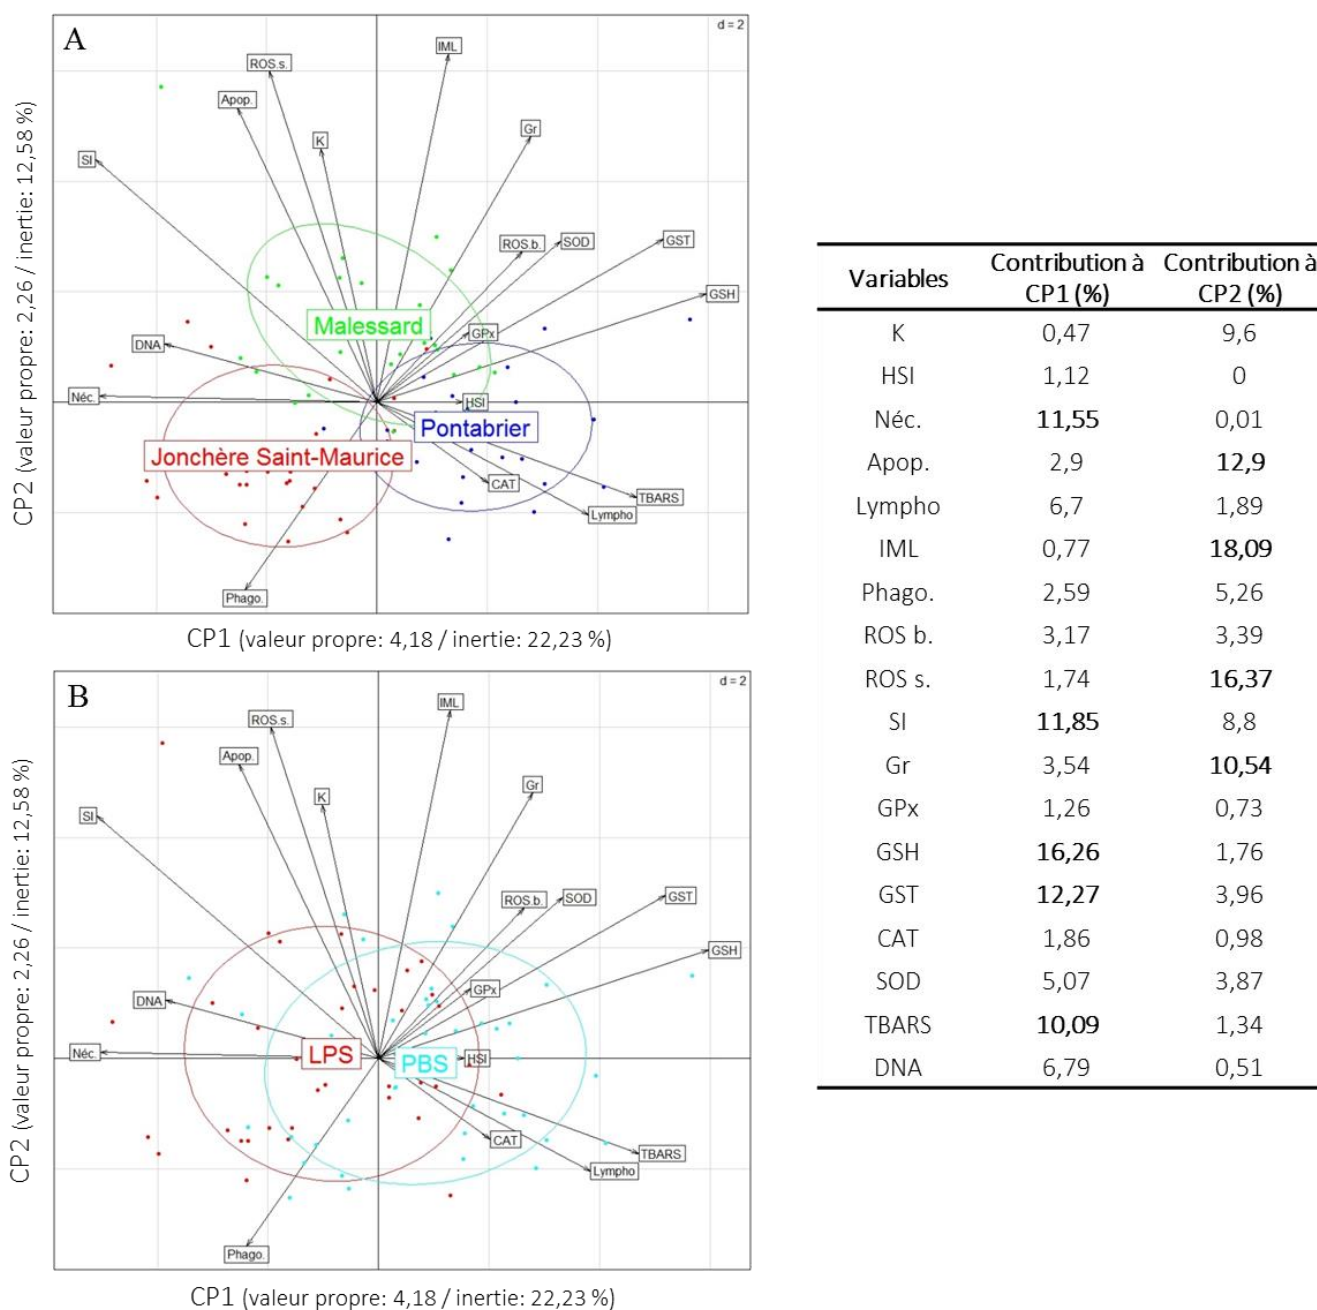 A
d = 2
IML
ROS.s.
Apop.
Gr
K
SI
ROS.b.
SOD
GST
GSH
Malessard
GPx
DNA
Néc.
HSI
Pontabrier
Jonchère Saint-Maurice
CAT
TBARS
Lympho
Phago.
CP2 (valeur propre: 2,26 / inertie: 12,58 %)
CP1 (valeur propre: 4,18 / inertie: 22,23 %)
B
d = 2
IML
ROS.s.
Apop.
Gr
K
SI
ROS.b.
SOD
GST
GSH
GPx
DNA
Néc.
LPS
PBS
HSI
CAT
TBARS
Lympho
Phago.
CP2 (valeur propre: 2,26 / inertie: 12,58 %)
CP1 (valeur propre: 4,18 / inertie: 22,23 %)
Variables Contribution à CP1 (%) Contribution à CP2 (%)
K 0,47 9,6
HSI 1,12 0
Néc. 11,55 0,01
Apop. 2,9 12,9
Lympho 6,7 1,89
IML 0,77 18,09
Phago. 2,59 5,26
ROS b. 3,17 3,39
ROS s. 1,74 16,37
SI 11,85 8,8
Gr 3,54 10,54
GPx 1,26 0,73
GSH 16,26 1,76
GST 12,27 3,96
CAT 1,86 0,98
SOD 5,07 3,87
TBARS 10,09 1,34
DNA 6,79 0,51